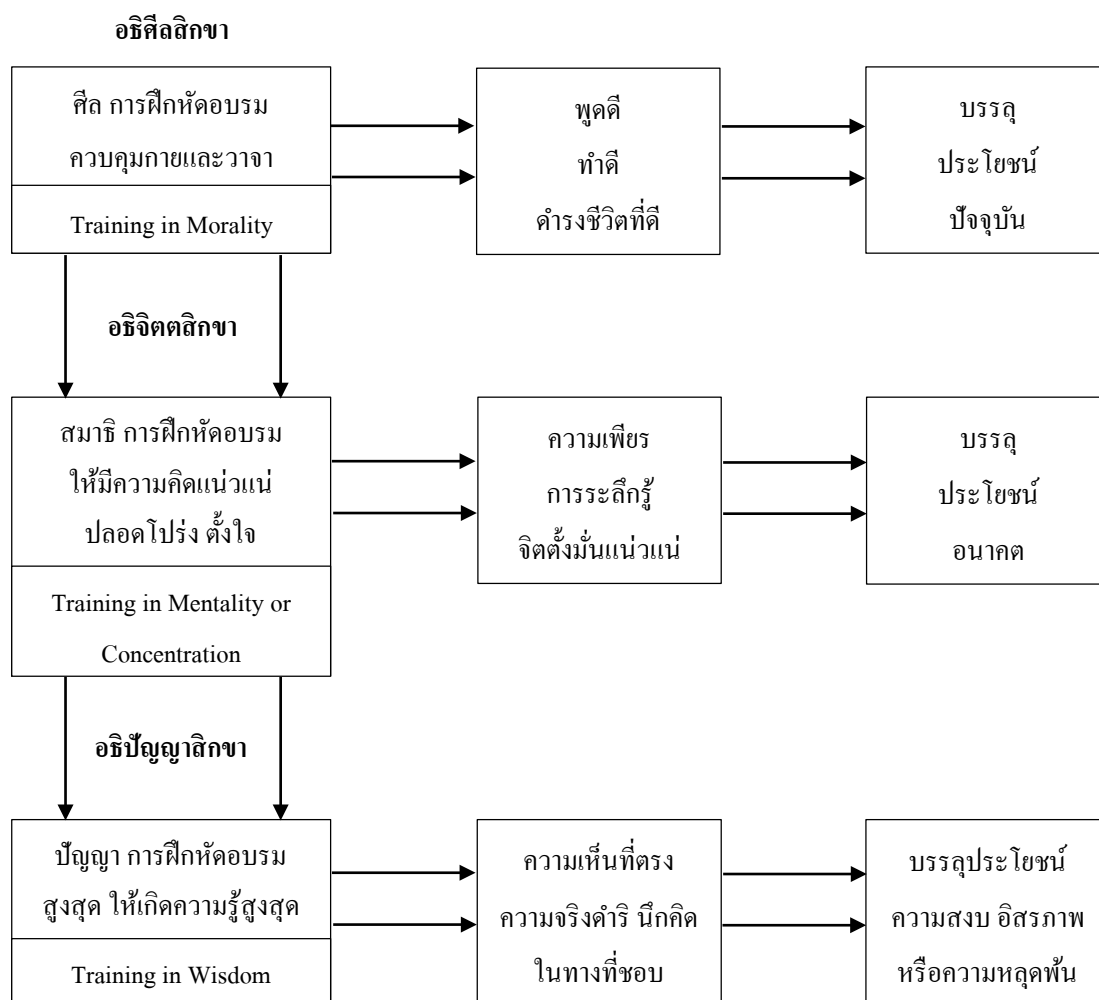 อธิศีลสิกขา
ศีล การฝึกหัดอบรม
ควบคุมกายและวาจา
Training in Morality
พูดดี
ทำดี
ดำรงชีวิตที่ดี
บรรลุ
ประโยชน์
ปัจจุบัน
อธิจิตตสิกขา
สมาธิ การฝึกหัดอบรม
ให้มีความคิดแน่วแน่
ปลอดโปร่ง ตั้งใจ
Training in Mentality or
Concentration
ความเพียร
การระลึกรู้
จิตตั้งมั่นแน่วแน่
บรรลุ
ประโยชน์
อนาคต
อธิปัญญาสิกขา
ปัญญา การฝึกหัดอบรม
สูงสุด ให้เกิดความรู้สูงสุด
Training in Wisdom
ความเห็นที่ตรง
ความจริงดำริ นึกคิด
ในทางที่ชอบ
บรรลุประโยชน์
ความสงบ อิสรภาพ
หรือความหลุดพ้น